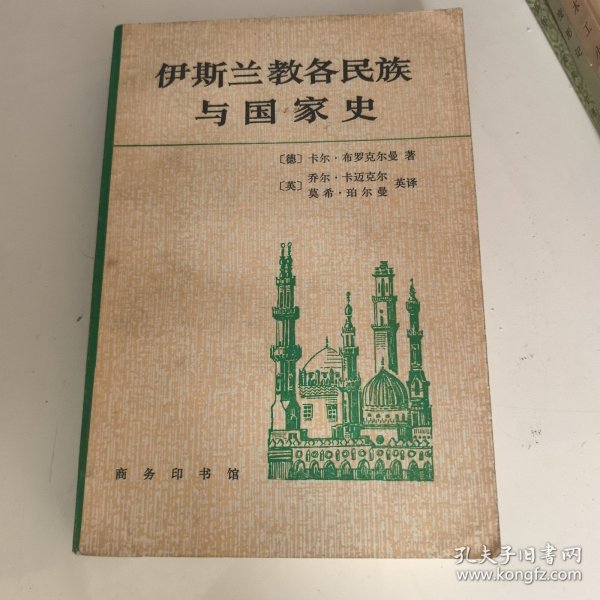 伊斯兰教各民族
与国家史
〔德〕卡尔·布罗克尔曼 著
〔英〕乔尔·卡迈克尔
莫希·珀尔曼 英译
商务印书馆
孔夫子旧书网
www.kongfz.com